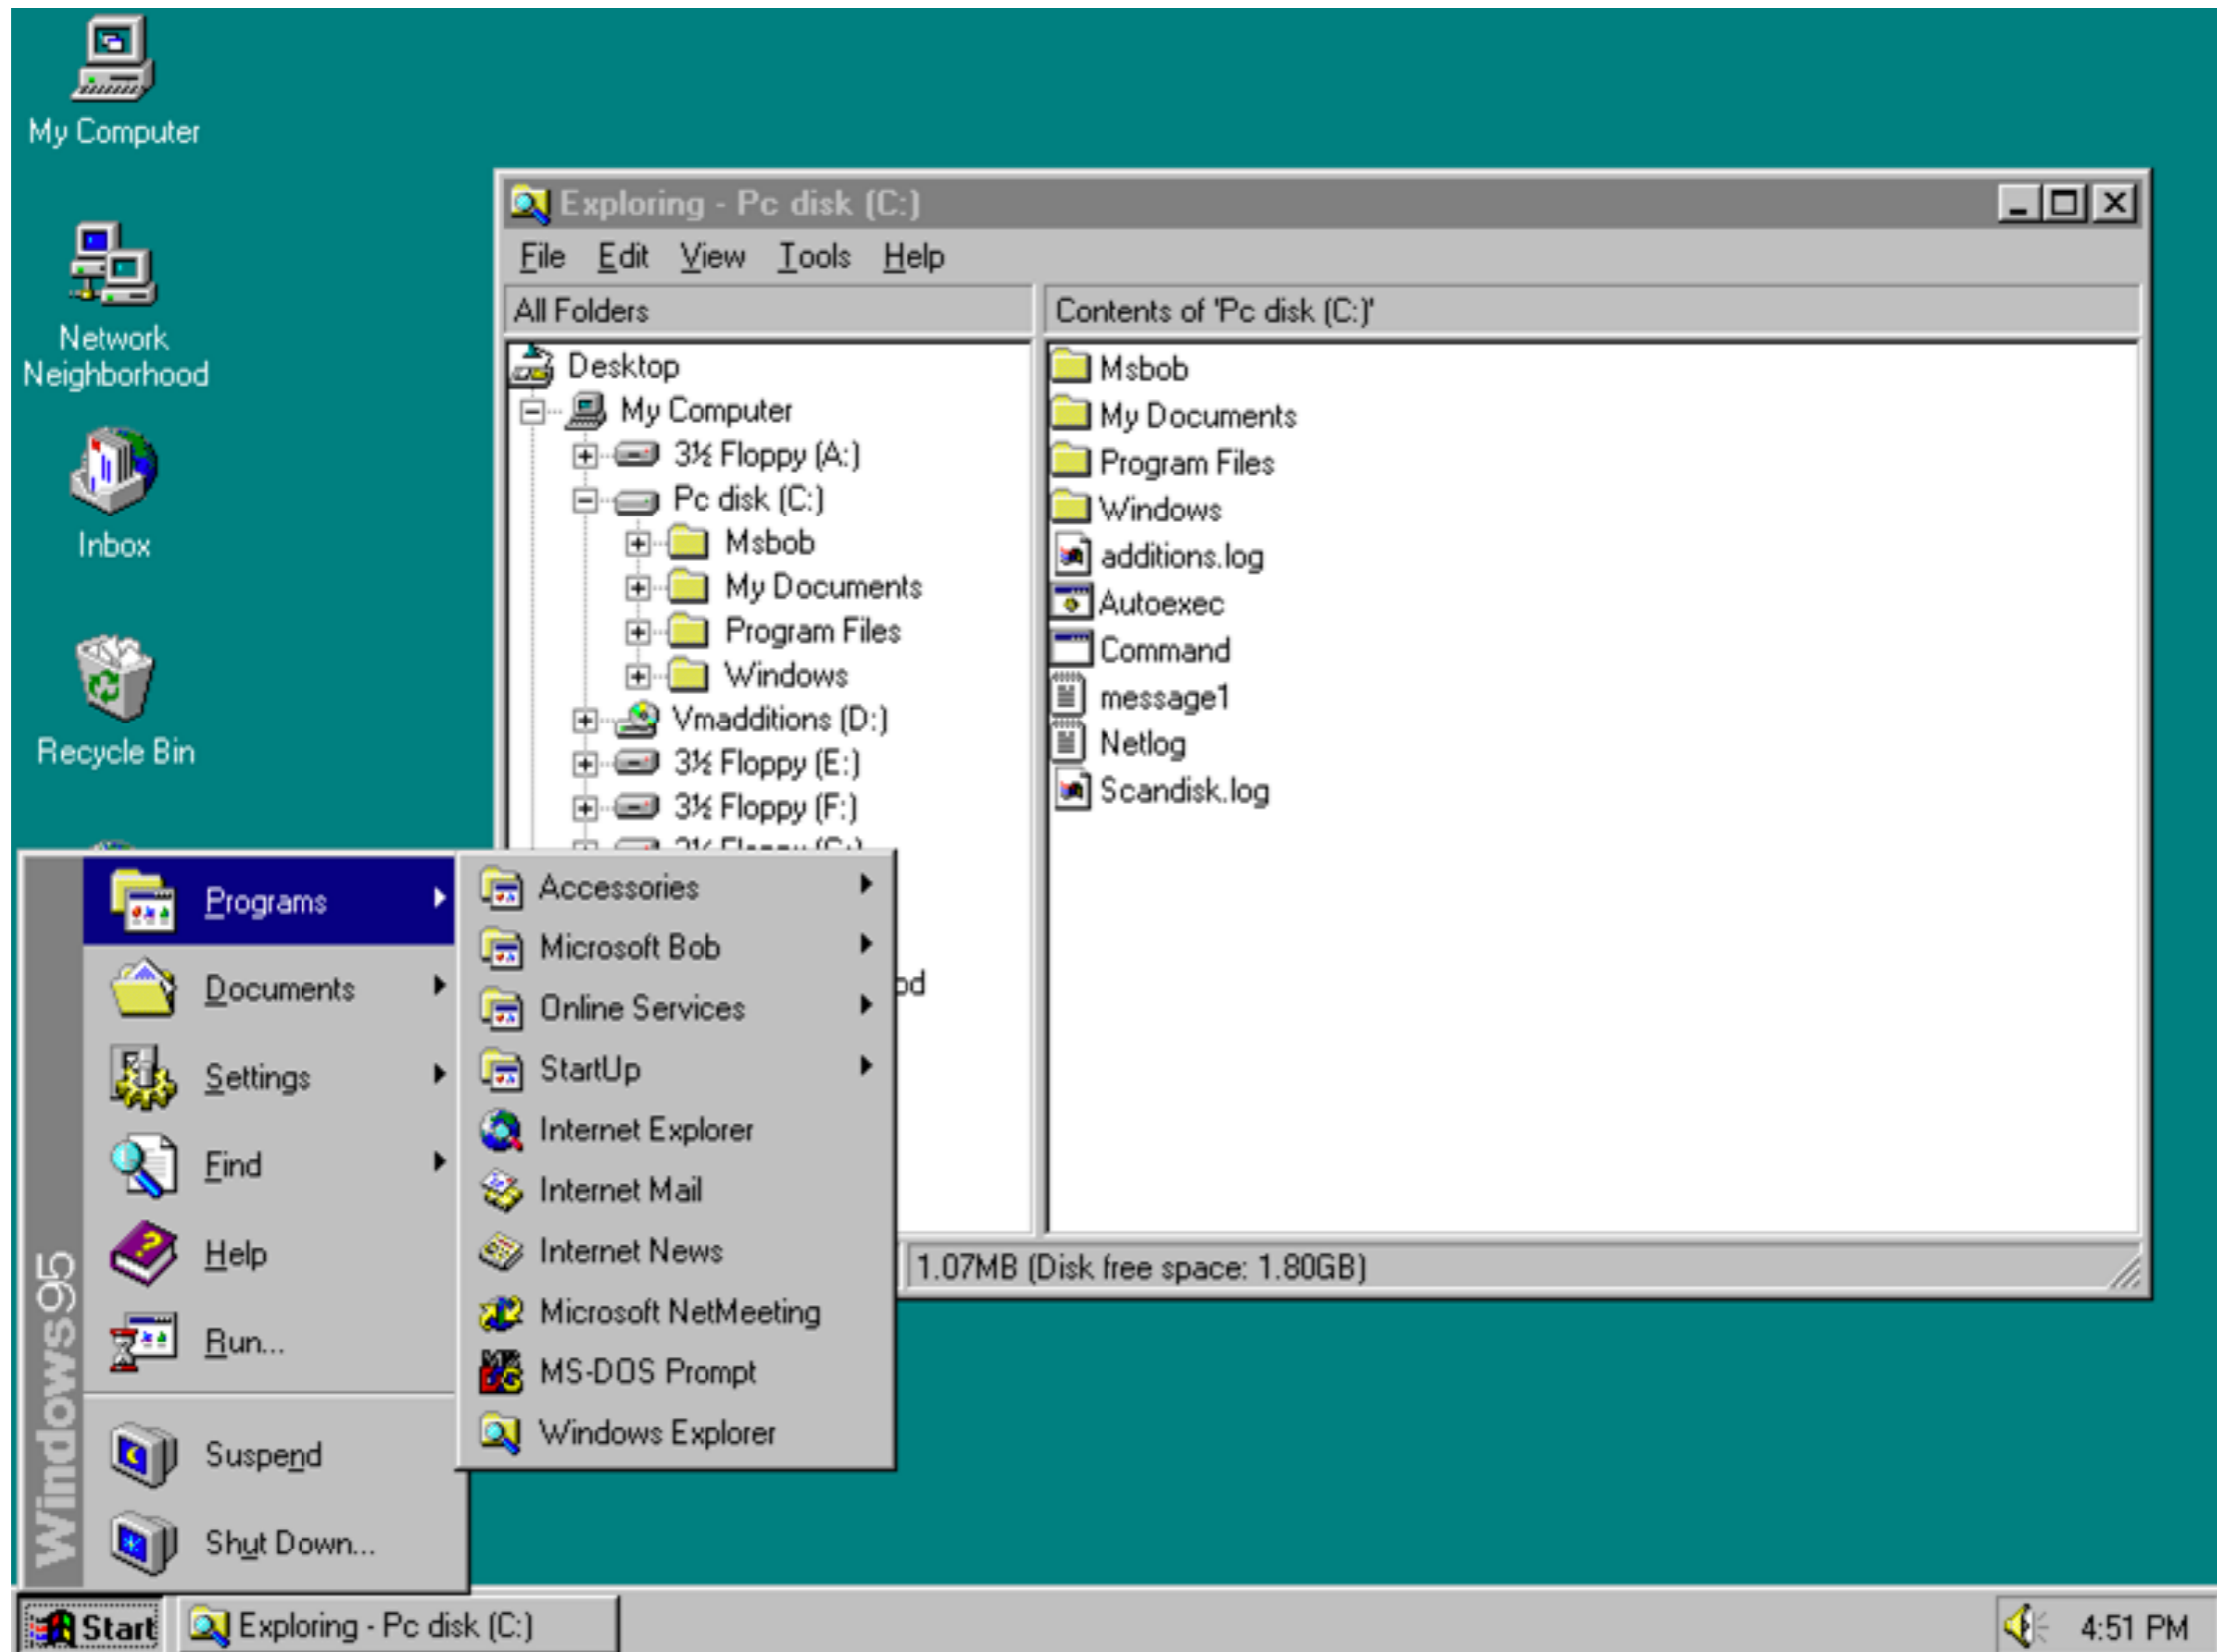 My Computer
Network
Neighborhood
Inbox
Recycle Bin
Exploring - Pc disk (C:)
File Edit View Tools Help
All Folders
Contents of 'Pc disk (C:)'
Desktop
My Computer
3½ Floppy (A:)
Pc disk (C:)
Msbob
My Documents
Program Files
Windows
Vmadditions (D:)
3½ Floppy (E:)
3½ Floppy (F:)
Msbob
My Documents
Program Files
Windows
additions.log
Autoexec
Command
message1
Netlog
Scandisk.log
1.07MB (Disk free space: 1.80GB)
Windows95
Programs
Documents
Settings
Find
Help
Run...
Suspend
Shut Down...
Accessories
Microsoft Bob
Online Services
StartUp
Internet Explorer
Internet Mail
Internet News
Microsoft NetMeeting
MS-DOS Prompt
Windows Explorer
Start
Exploring - Pc disk (C:)
4:51 PM